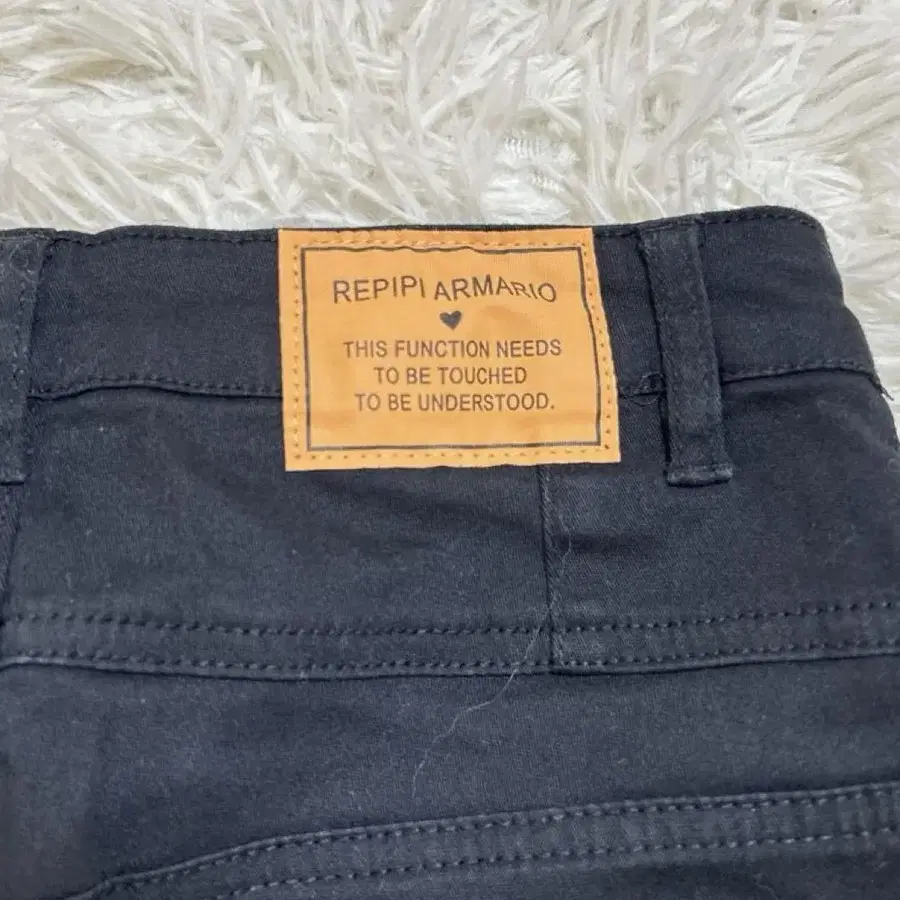 REPIPI ARMARIO
THIS FUNCTION NEEDS
TO BE TOUCHED
TO BE UNDERSTOOD.